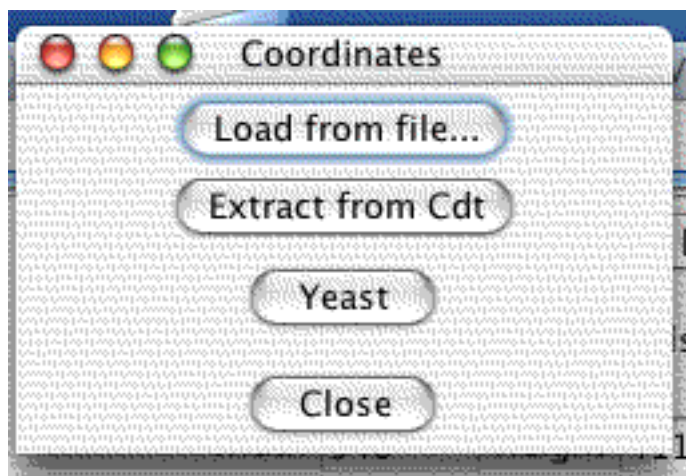 Coordinates
Load from file...
Extract from Cdt
Yeast
Close